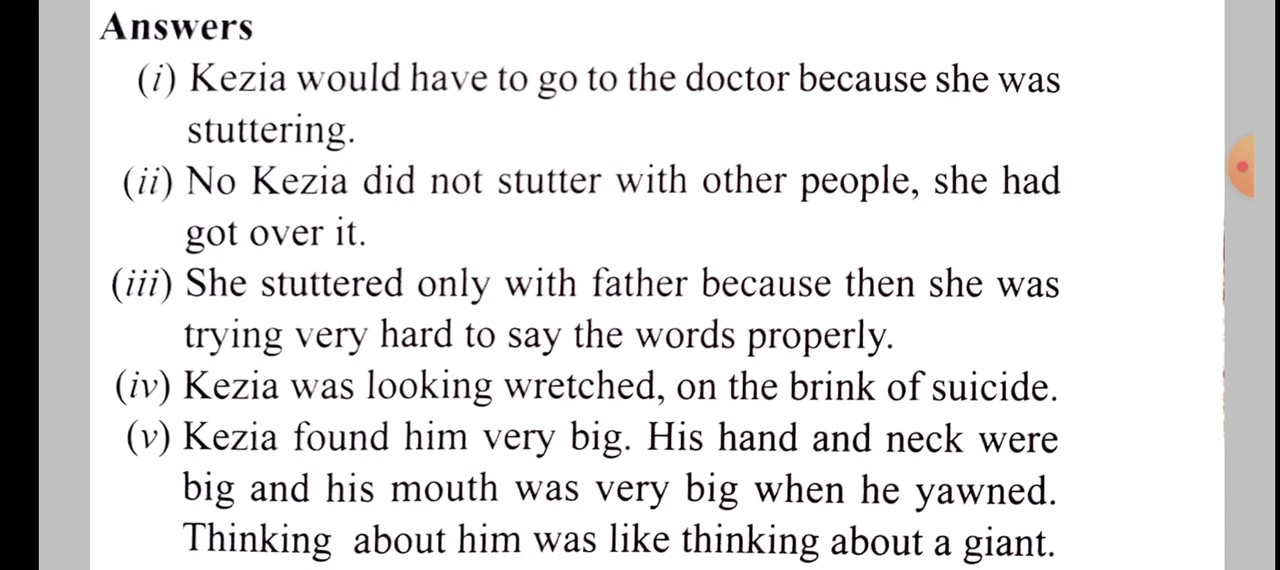 Answers
(i) Kezia would have to go to the doctor because she was
stuttering.
(ii) No Kezia did not stutter with other people, she had
got over it.
(iii) She stuttered only with father because then she was
trying very hard to say the words properly.
(iv) Kezia was looking wretched, on the brink of suicide.
(v) Kezia found him very big. His hand and neck were
big and his mouth was very big when he yawned.
Thinking about him was like thinking about a giant.